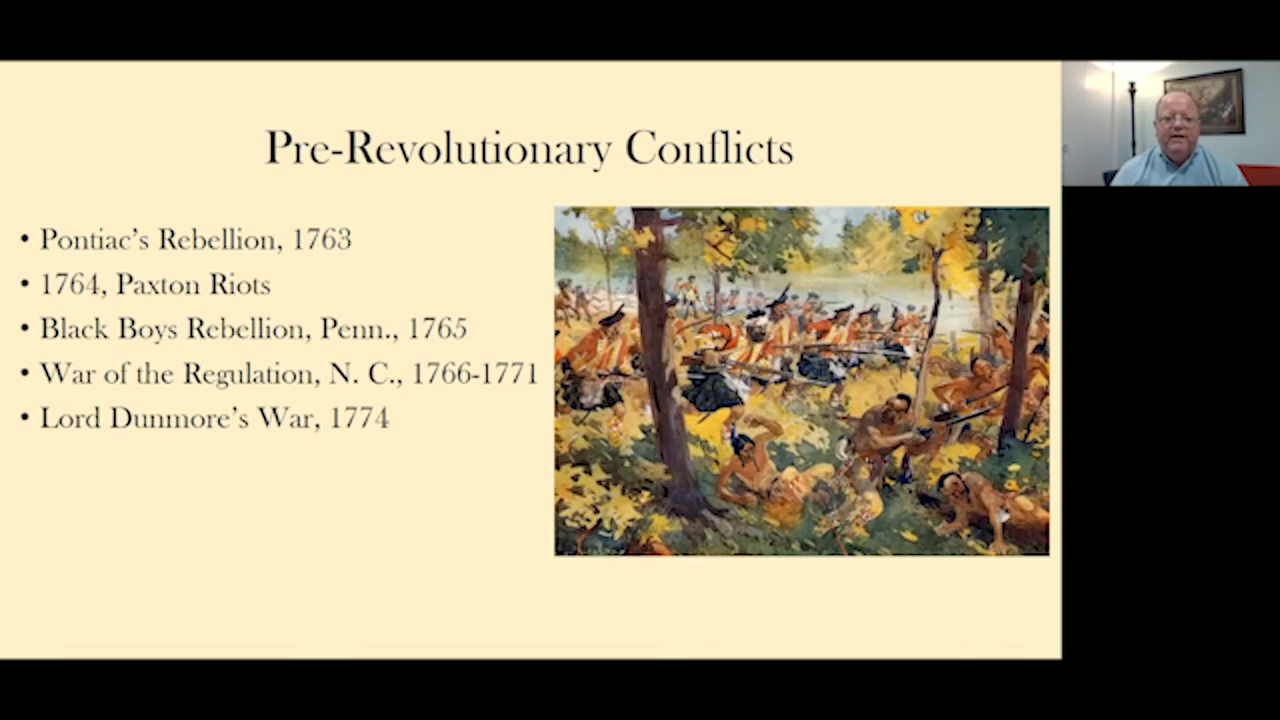 Pre-Revolutionary Conflicts
• Pontiac’s Rebellion, 1763
• 1764, Paxton Riots
• Black Boys Rebellion, Penn., 1765
• War of the Regulation, N. C., 1766-1771
• Lord Dunmore’s War, 1774